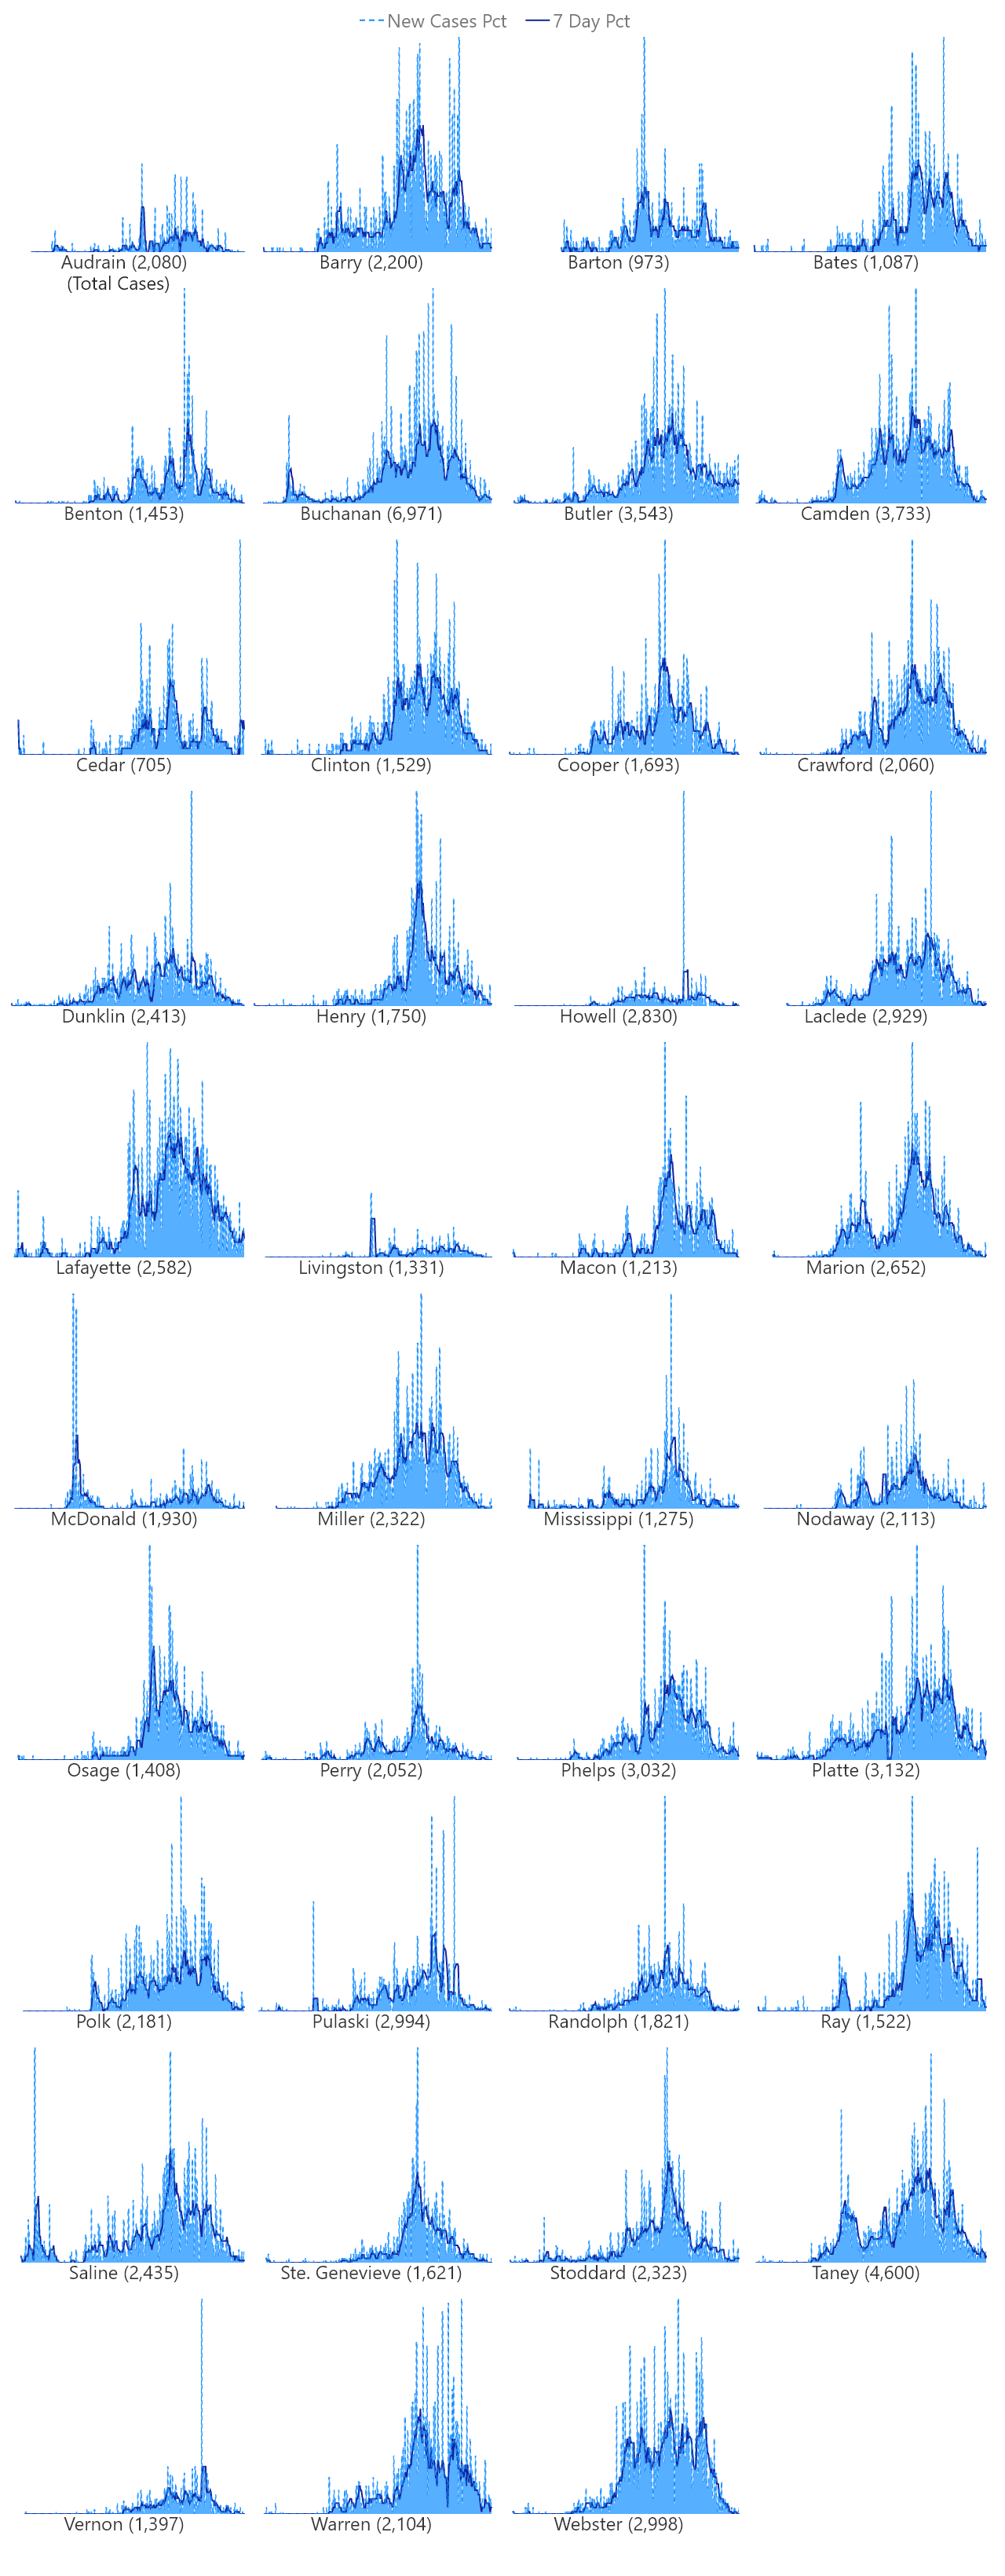 New Cases Pct 7 Day Pct
Audrain (2,080) Barry (2,200) Barton (973) Bates (1,087)
(Total Cases)
Benton (1,453) Buchanan (6,971) Butler (3,543) Camden (3,733)
Cedar (705) Clinton (1,529) Cooper (1,693) Crawford (2,060)
Dunklin (2,413) Henry (1,750) Howell (2,830) Laclede (2,929)
Lafayette (2,582) Livingston (1,331) Macon (1,213) Marion (2,652)
McDonald (1,930) Miller (2,322) Mississippi (1,275) Nodaway (2,113)
Osage (1,408) Perry (2,052) Phelps (3,032) Platte (3,132)
Polk (2,181) Pulaski (2,994) Randolph (1,821) Ray (1,522)
Saline (2,435) Ste. Genevieve (1,621) Stoddard (2,323) Taney (4,600)
Vernon (1,397) Warren (2,104) Webster (2,998)